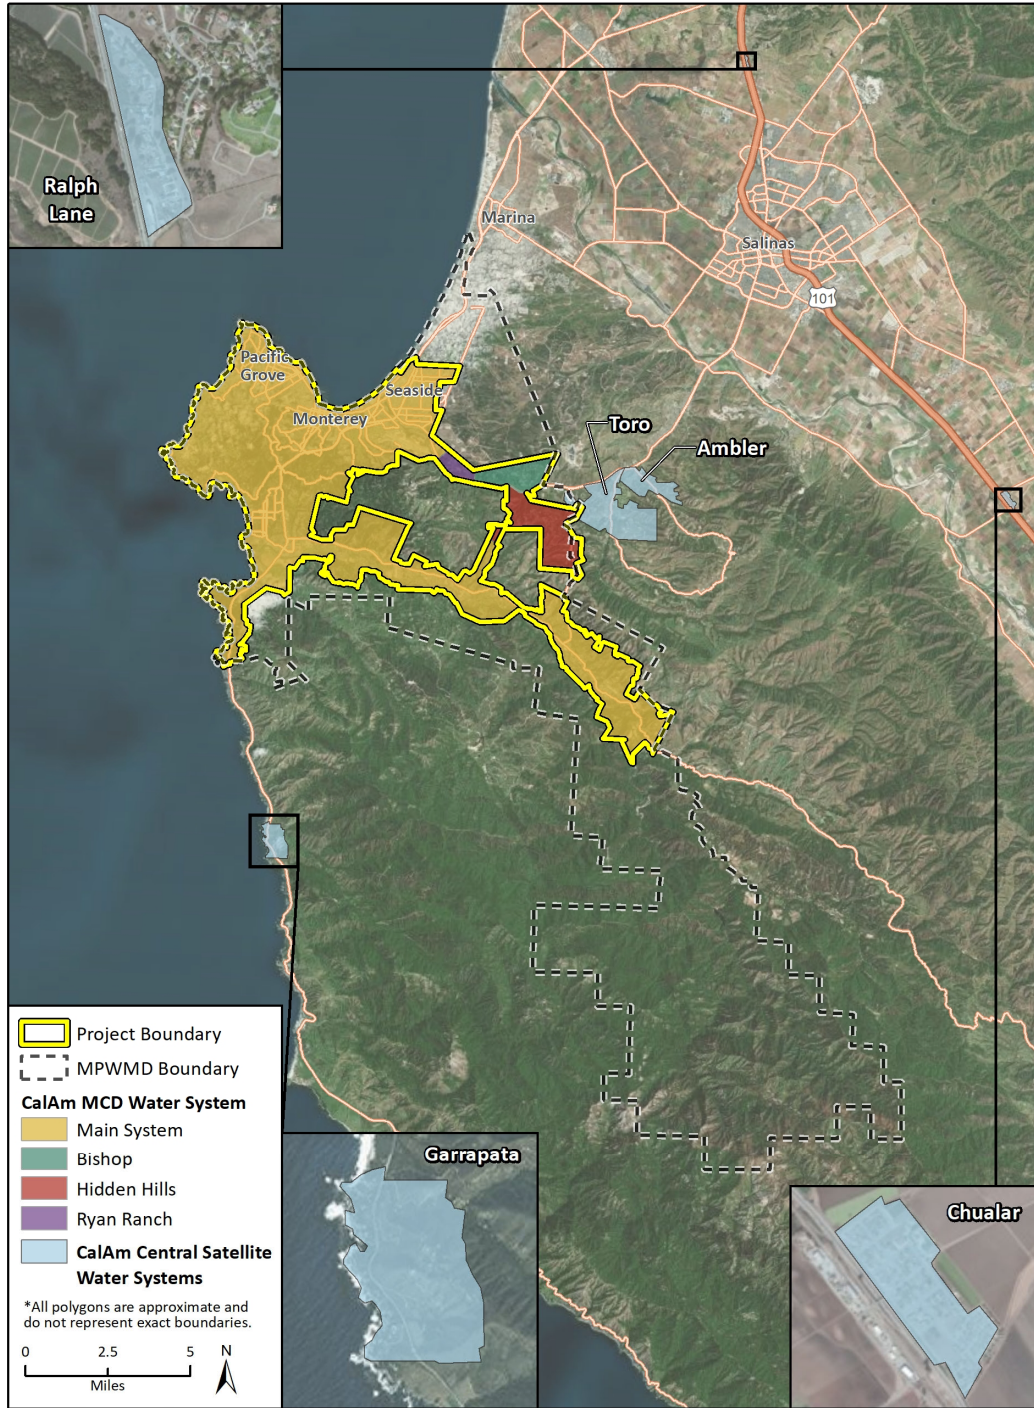 Ralph
Lane
Marina
Salinas
101
Pacific
Grove
Seaside
Monterey
Toro
Ambler
Project Boundary
MPWMD Boundary
CalAm MCD Water System
Main System
Bishop
Hidden Hills
Ryan Ranch
CalAm Central Satellite
Water Systems
*All polygons are approximate and
do not represent exact boundaries.
0 2.5 5
Miles
N
Garrapata
Chualar